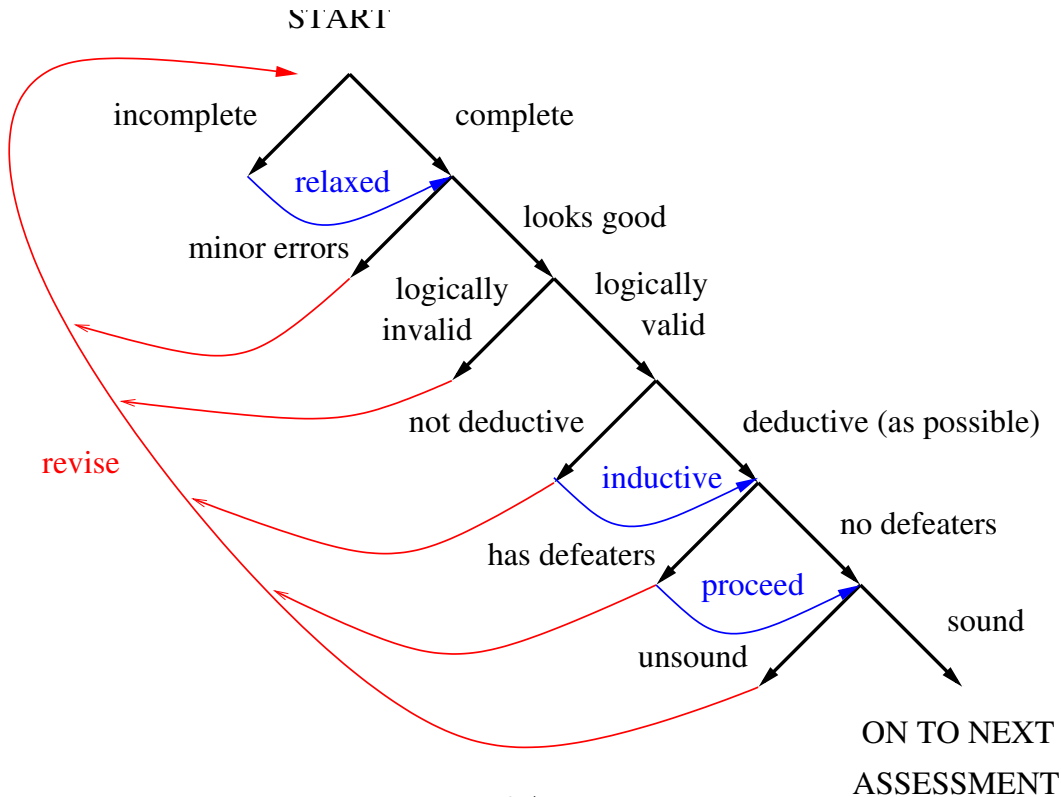 START
incomplete
complete
relaxed
looks good
minor errors
logically
invalid
logically
valid
not deductive
deductive (as possible)
revise
inductive
no defeaters
has defeaters
proceed
sound
unsound
ON TO NEXT
ASSESSMENT